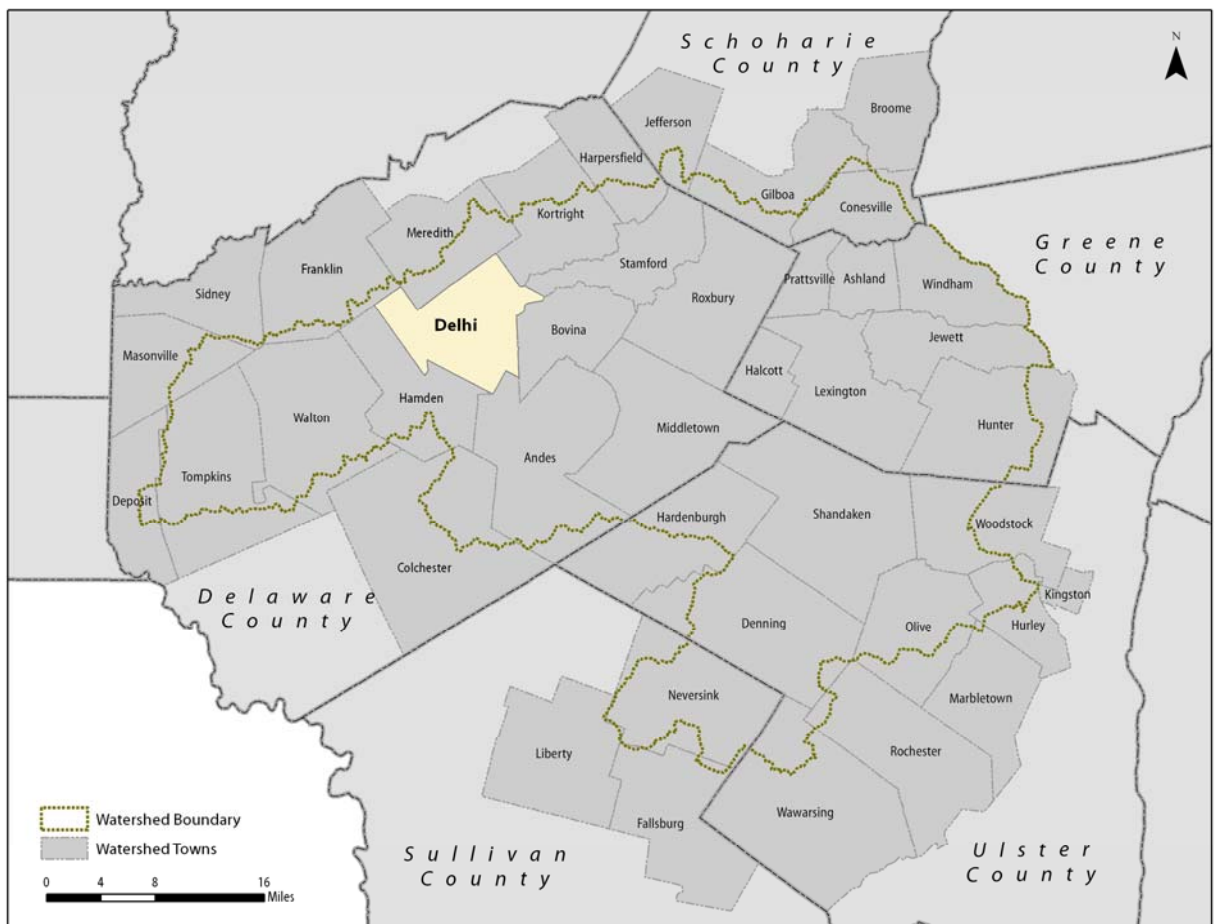 Schoharie
County
N
Broome
Jefferson
Harpersfield
Gilboa
Conesville
Kortright
Meredith
Greene
County
Franklin
Stamford
Prattsville
Ashland
Windham
Sidney
Roxbury
Delhi
Bovina
Jewett
Masonville
Halcott
Lexington
Hamden
Walton
Hunter
Middletown
Andes
Tompkins
Deposit
Hardenburgh
Shandaken
Woodstock
Colchester
Kingston
Delaware
County
Denning
Olive
Hurley
Neversink
Marbletown
Liberty
Rochester
Wawarsing
Fallsburg
Sullivan
County
Ulster
County
Watershed Boundary
Watershed Towns
0 4 8 16
Miles